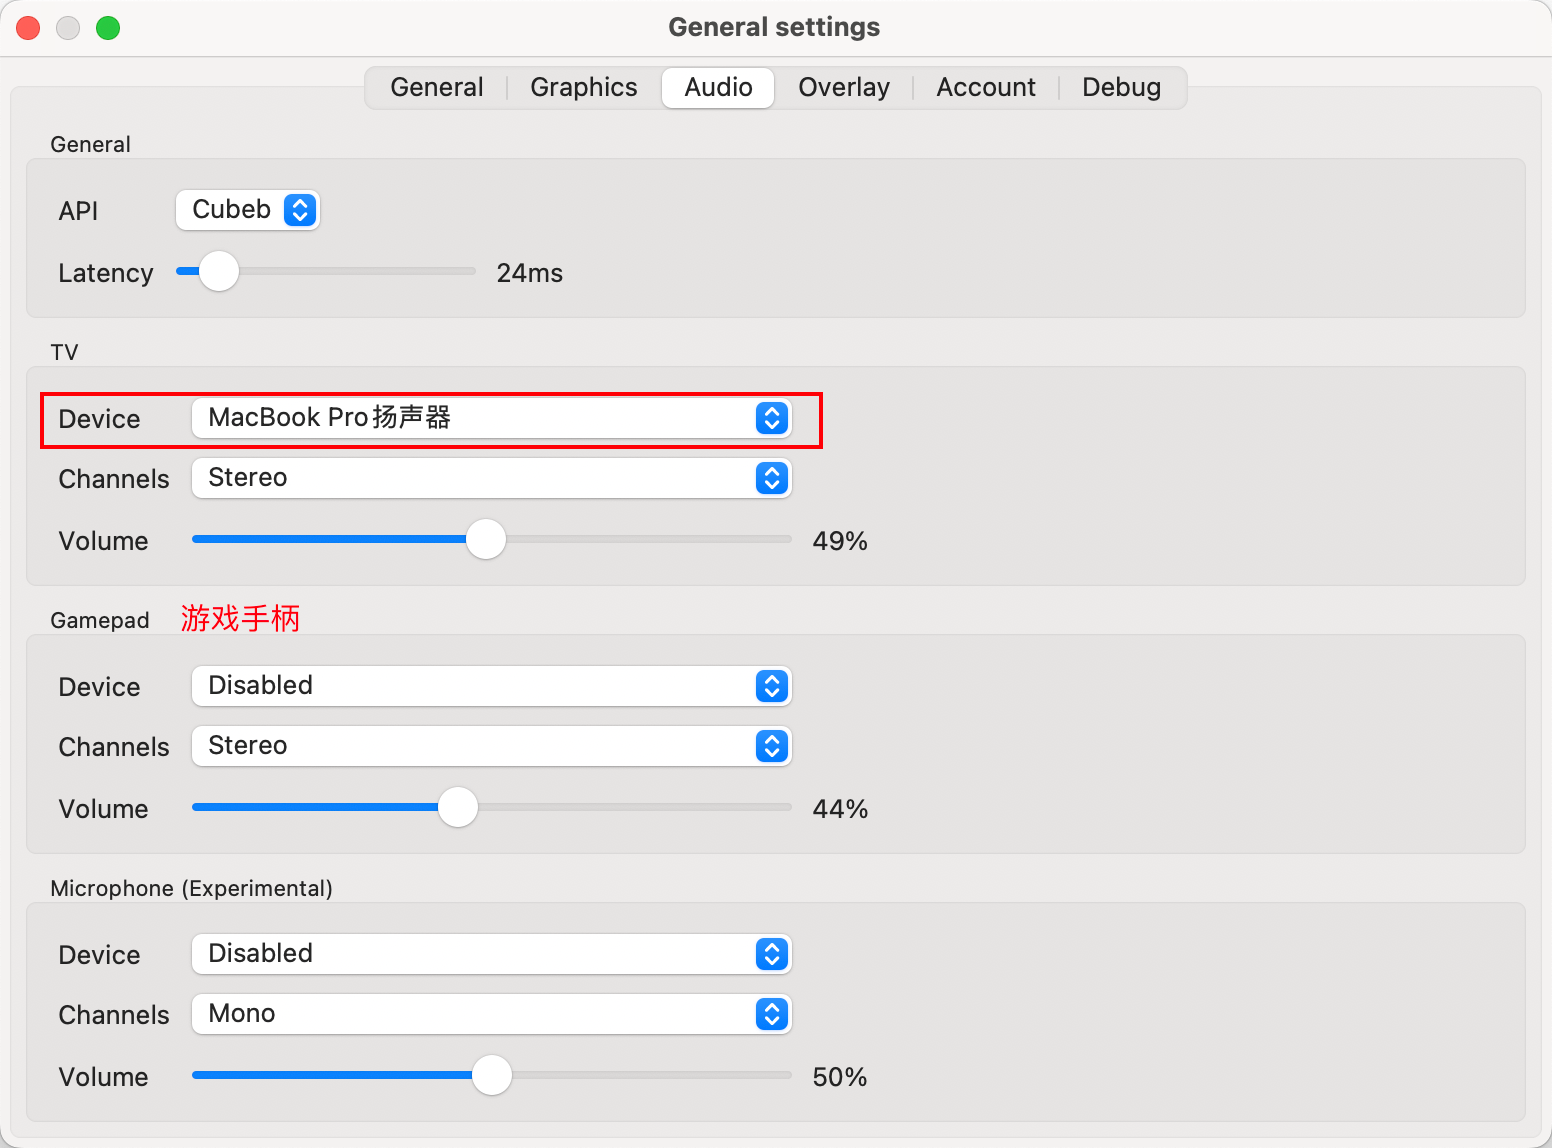 General settings
General Graphics Audio Overlay Account Debug
General
API Cubeb
Latency 24ms
TV
Device MacBook Pro扬声器
Channels Stereo
Volume 49%
Gamepad 游戏手柄
Device Disabled
Channels Stereo
Volume 44%
Microphone (Experimental)
Device Disabled
Channels Mono
Volume 50%